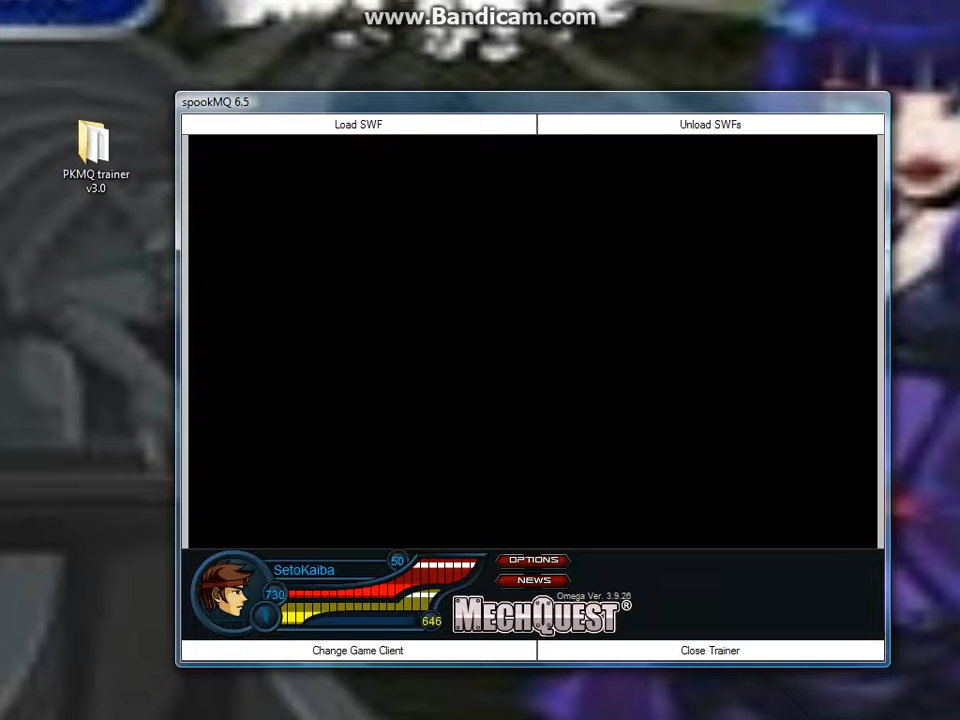 www.Bandicam.com
spookMQ 6.5
Load SWF
Unload SWFs
PKMQ trainer
v3.0
SetoKaiba
50
OPTIONS
730
NEWS
Omega Ver. 3.9.26
MECHQUEST®
646
Change Game Client
Close Trainer